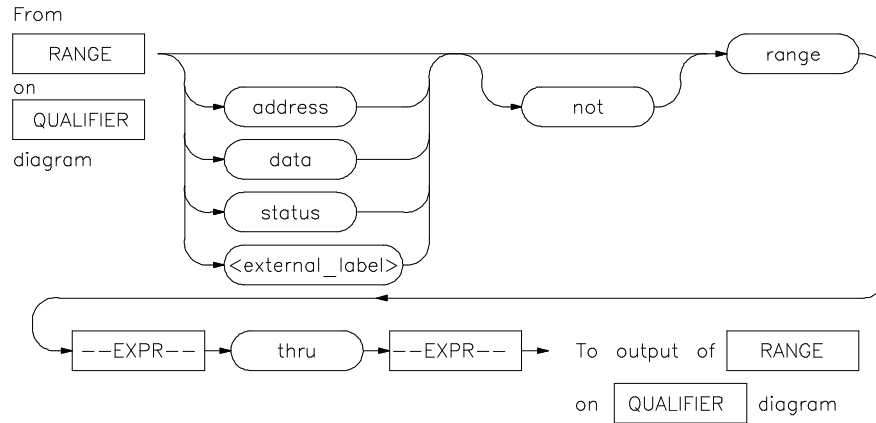 From
RANGE
range
on
address
not
QUALIFIER
data
diagram
status
<external_label>
--EXPR--
thru
--EXPR--
To output of RANGE
on QUALIFIER diagram